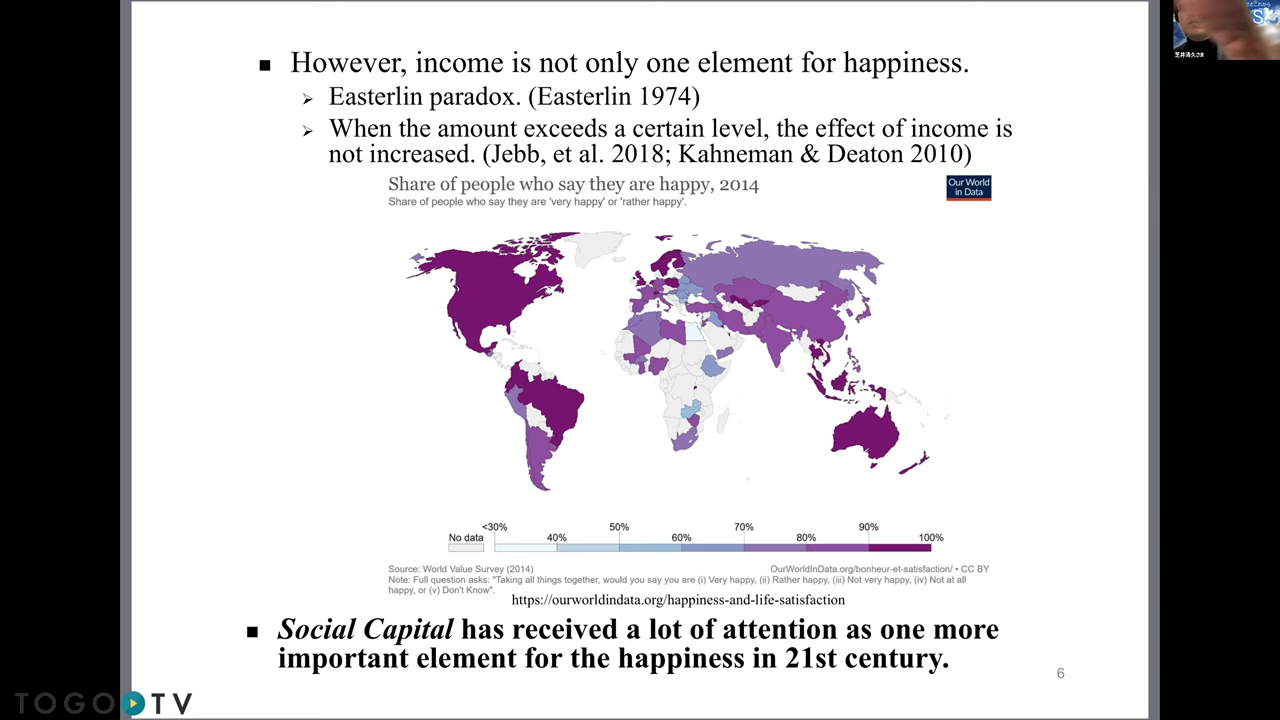 ■ However, income is not only one element for happiness.
➢ Easterlin paradox. (Easterlin 1974)
➢ When the amount exceeds a certain level, the effect of income is
not increased. (Jebb, et al. 2018; Kahneman & Deaton 2010)
Share of people who say they are happy, 2014
Share of people who say they are 'very happy' or 'rather happy'.
Our World
in Data
No data
<30% 40% 50% 60% 70% 80% 90% 100%
Source: World Value Survey (2014)
OurWorldInData.org/bonheur-et-satisfaction/ • CC BY
Note: Full question asks: "Taking all things together, would you say you are (i) Very happy, (ii) Rather happy, (iii) Not very happy, (iv) Not at all
happy, or (v) Don't Know".
https://ourworldindata.org/happiness-and-life-satisfaction
■ Social Capital has received a lot of attention as one more
important element for the happiness in 21st century.
6
TOGO TV